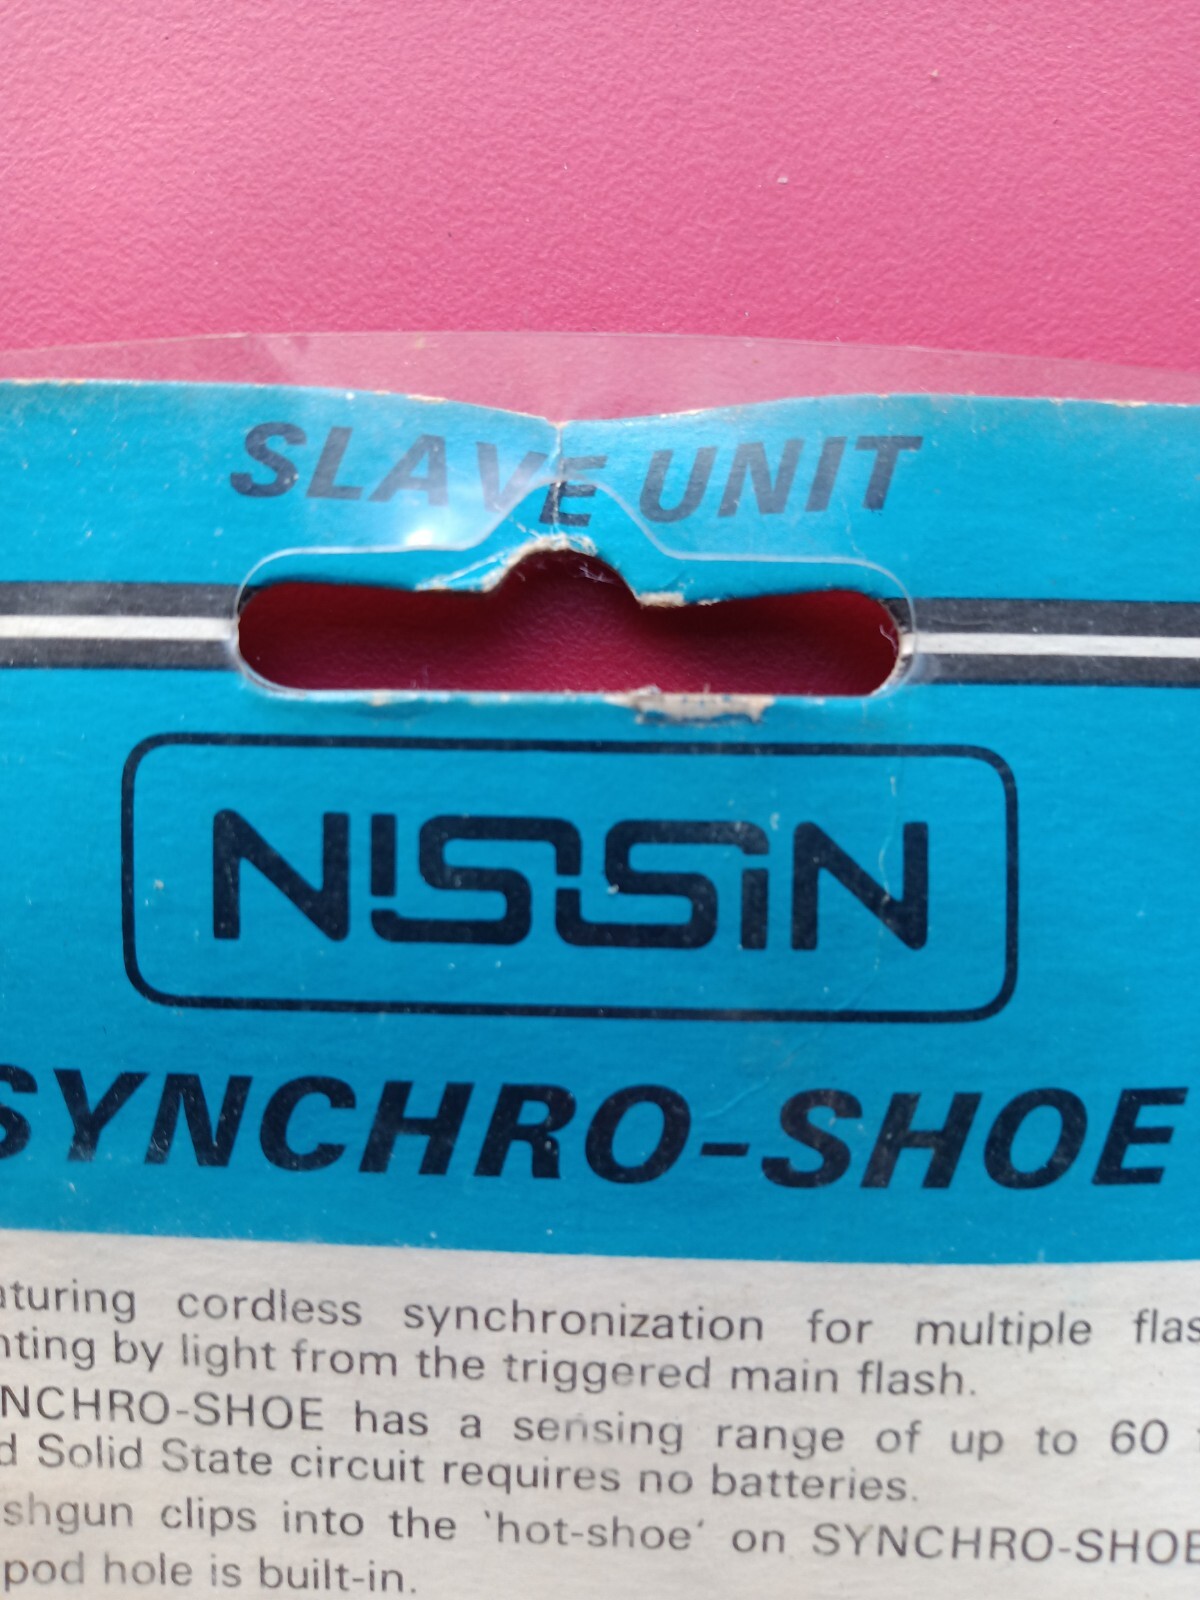 SLAVE UNIT
NISSIN
SYNCHRO-SHOE
aturing cordless synchronization for multiple flas
nting by light from the triggered main flash.
NCHRO-SHOE has a sensing range of up to 60
d Solid State circuit requires no batteries.
shgun clips into the 'hot-shoe' on SYNCHRO-SHOE
pod hole is built-in.